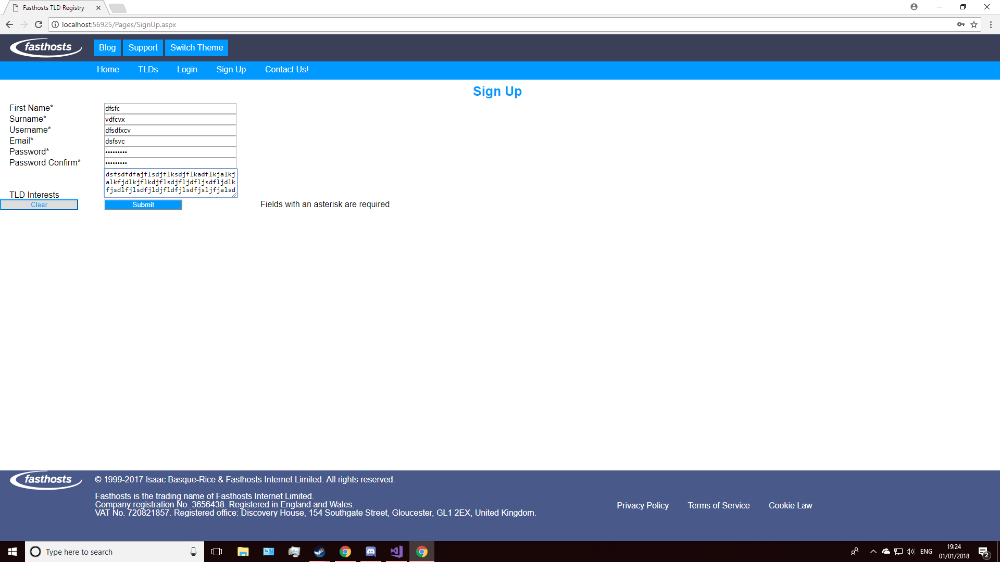 Fasthosts TLD Registry
localhost:56925/Pages/SignUp.aspx
fasthosts
Blog Support Switch Theme
Home TLDs Login Sign Up Contact Us!
Sign Up
First Name* dfsfc
Surname* vdfcvx
Username* dfsdfxcv
Email* dsfsvc
Password* •••••••••
Password Confirm* •••••••••
dsfsdfdfajflsdjflksdjflkadflkjalkj
alkfjdlkjflkdjflsdjfljdfljsdfljdlk
fjsdlfjlsdfjldjfldfjlsdfjsljfjalsd
TLD Interests
Clear Submit Fields with an asterisk are required
fasthosts © 1999-2017 Isaac Basque-Rice & Fasthosts Internet Limited. All rights reserved.
Fasthosts is the trading name of Fasthosts Internet Limited.
Company registration No. 3656438. Registered in England and Wales.
VAT No. 720821857. Registered office: Discovery House, 154 Southgate Street, Gloucester, GL1 2EX, United Kingdom.
Privacy Policy Terms of Service Cookie Law
Type here to search
ENG
19:24
01/01/2018
2